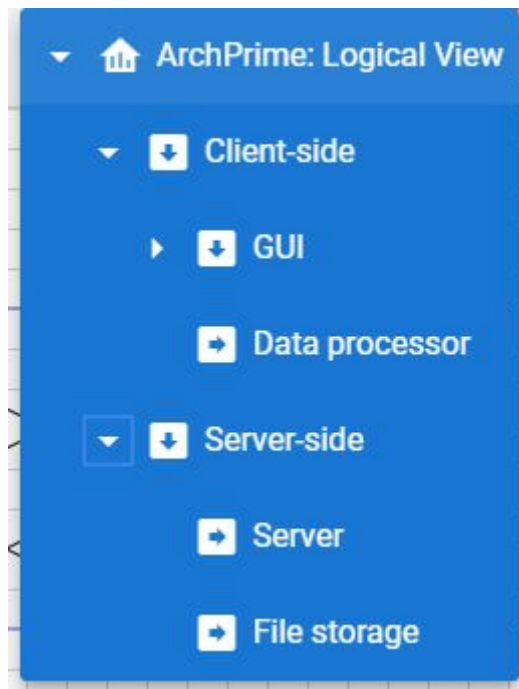 ArchPrime: Logical View
Client-side
GUI
Data processor
Server-side
Server
File storage